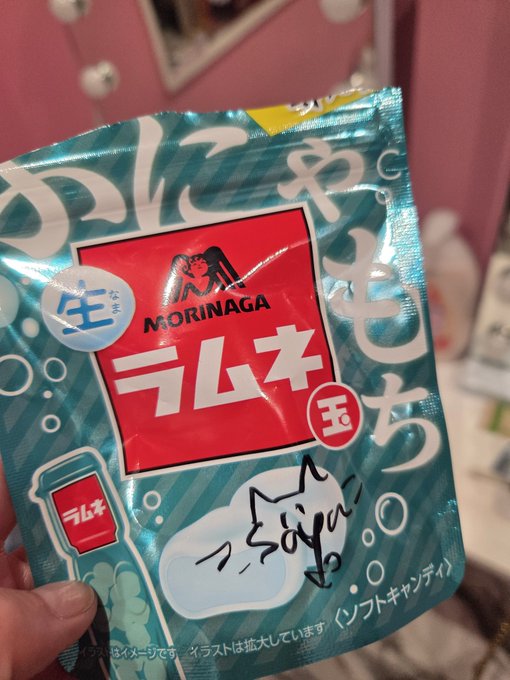 ふにゃもち
生
なま
MORINAGA
ラムネ
玉
ラムネ
Saya
イラストはイメージです イラストは拡大しています 〈ソフトキャンディ〉